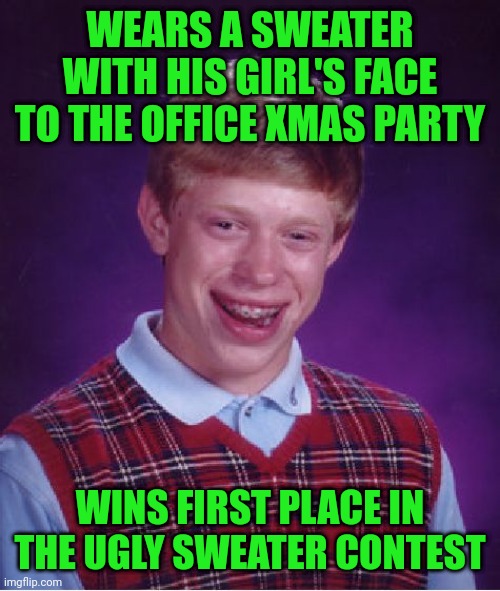 WEARS A SWEATER
WITH HIS GIRL'S FACE
TO THE OFFICE XMAS PARTY
WINS FIRST PLACE IN
THE UGLY SWEATER CONTEST
imgflip.com